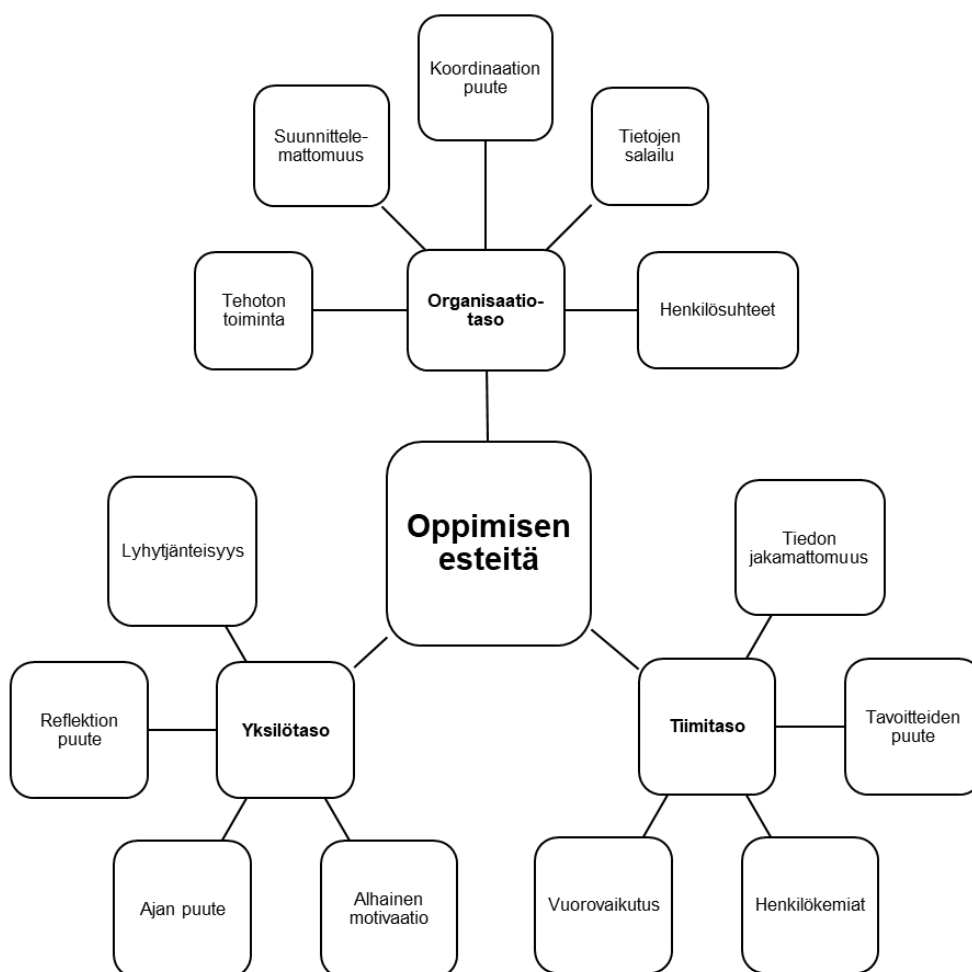 Koordinaation
puute
Suunnittele-
mattomuus
Tietojen
salailu
Tehoton
toiminta
Organisaatio-
taso
Henkilösuhteet
Oppimisen
esteitä
Lyhytjänteisyys
Tiedon
jakamattomuus
Reflektion
puute
Yksilötaso
Tiimitaso
Tavoitteiden
puute
Ajan puute
Alhainen
motivaatio
Vuorovaikutus
Henkilökemiat